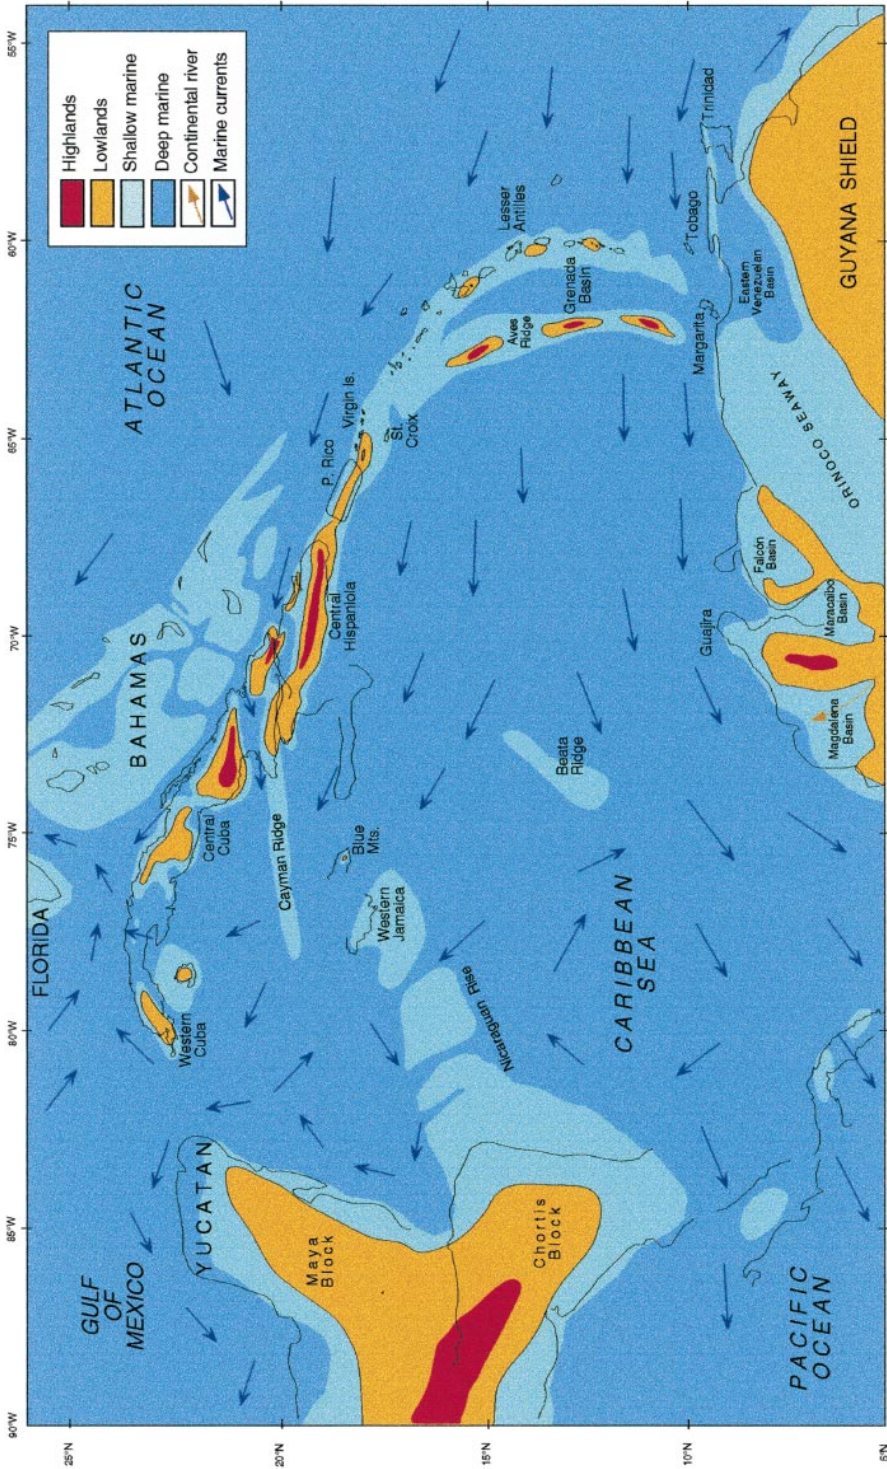 55°W
60°W
65°W
70°W
75°W
80°W
85°W
90°W
25°N
20°N
15°N
10°N
5°N
Highlands
Lowlands
Shallow marine
Deep marine
Continental river
Marine currents
ATLANTIC
OCEAN
FLORIDA
BAHAMAS
GULF
OF
MEXICO
YUCATAN
Western
Cuba
Central
Cuba
Cayman Ridge
Central
Hispaniola
P. Rico
Virgin Is.
St.
Croix
Lesser
Antilles
Aves
Ridge
Grenada
Basin
Blue
Mts.
Western
Jamaica
Beata
Ridge
Nicaraguan Rise
Maya
Block
Chortis
Block
CARIBBEAN
SEA
PACIFIC
OCEAN
Tobago
Trinidad
Margarita
Eastern
Venezuelan
Basin
GUYANA SHIELD
ORINOCO SEAWAY
Falcón
Basin
Guajira
Maracaibo
Basin
Magdalena
Basin